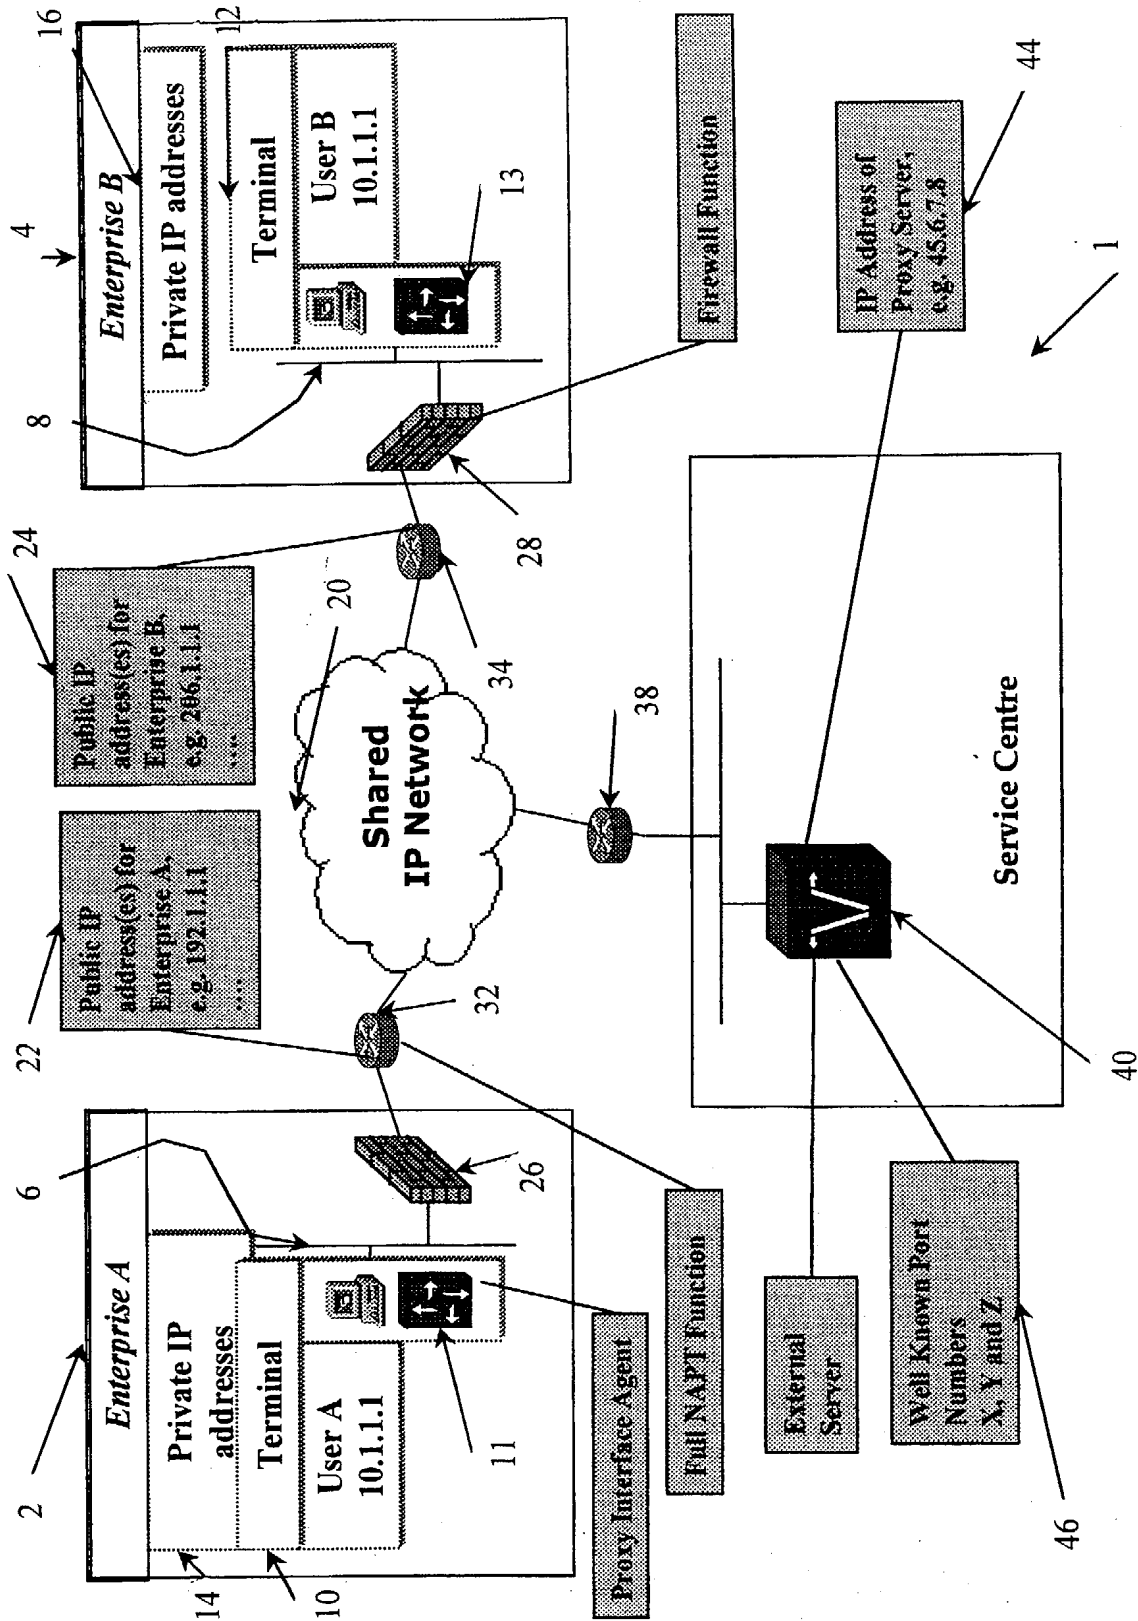 2
Enterprise A
14
Private IP
addresses
10
Terminal
User A
10.1.1.1
11
6
26
Proxy Interface Agent
Full NAPT Function
22
Public IP
address(es) for
Enterprise A,
e.g. 192.1.1.1
....
24
Public IP
address(es) for
Enterprise B,
e.g. 206.1.1.1
....
32
Shared
IP Network
20
34
28
38
4
16
Enterprise B
Private IP addresses
12
Terminal
User B
10.1.1.1
13
8
Firewall Function
External
Server
Well Known Port
Numbers
X, Y and Z
46
Service Centre
40
IP Address of
Proxy Server,
e.g. 45.6.7.8
44
1